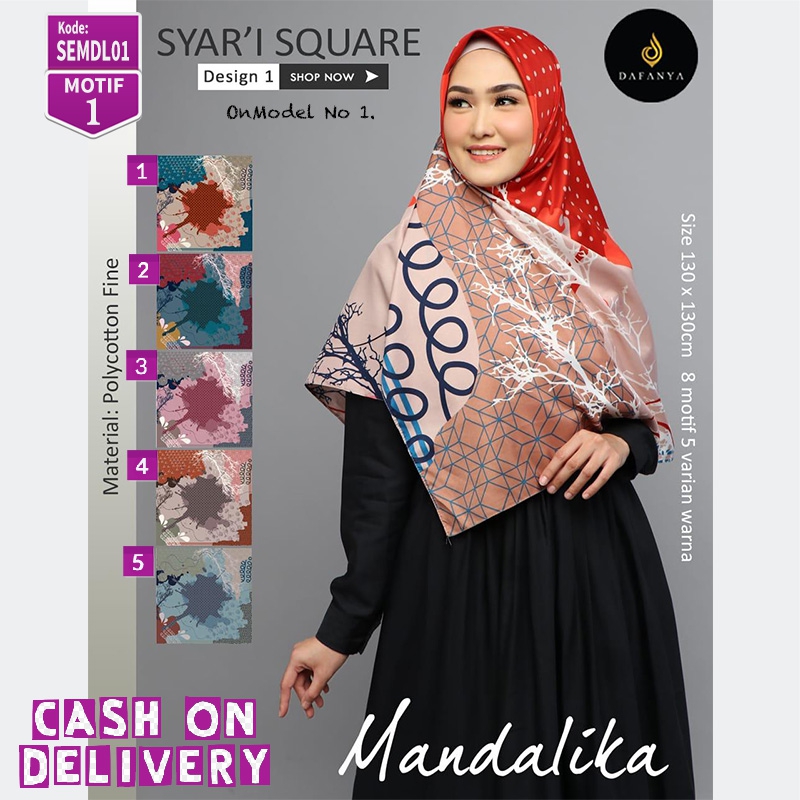 Kode:
SEMDL01
MOTIF
1
SYAR'I SQUARE
Design 1 SHOP NOW
OnModel No 1.
DAFANYA
1
2
3
4
5
Material: Polycotton Fine
Size 130 x 130cm 8 motif 5 varian warna
CASH ON
DELIVERY
Mandalika